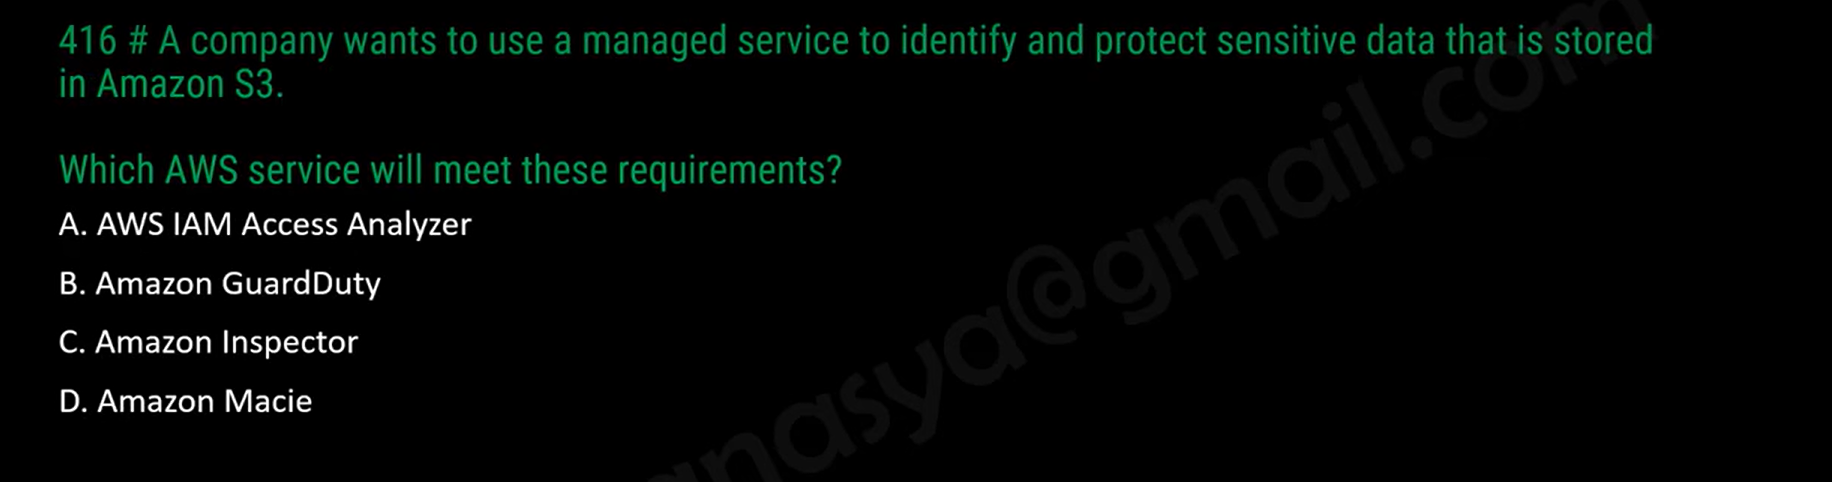 416 # A company wants to use a managed service to identify and protect sensitive data that is stored
in Amazon S3.
Which AWS service will meet these requirements?
A. AWS IAM Access Analyzer
B. Amazon GuardDuty
C. Amazon Inspector
D. Amazon Macie